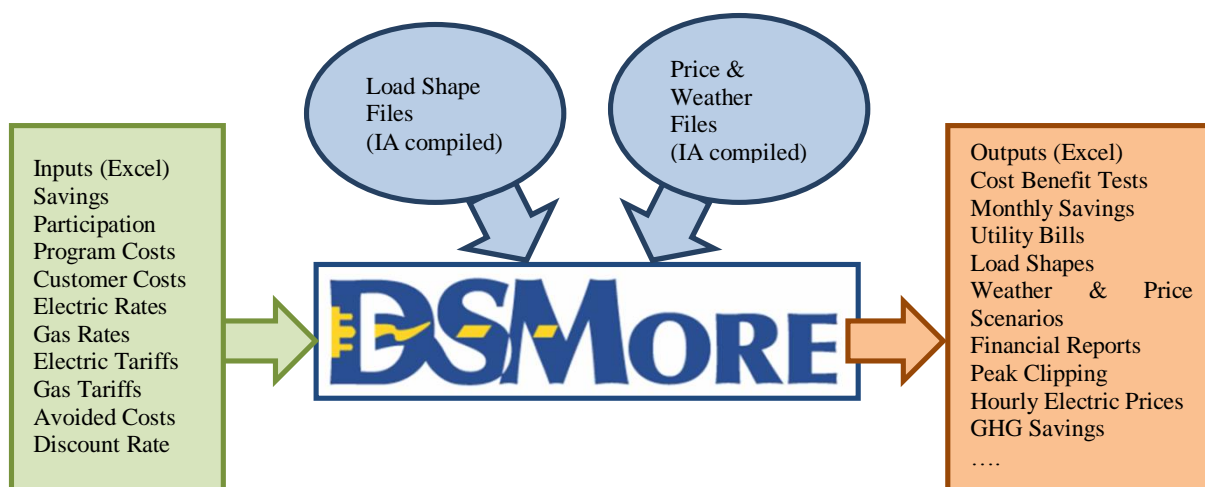 Load Shape
Files
(IA compiled)
Price &
Weather
Files
(IA compiled)
Inputs (Excel)
Savings
Participation
Program Costs
Customer Costs
Electric Rates
Gas Rates
Electric Tariffs
Gas Tariffs
Avoided Costs
Discount Rate
DSMORE
Outputs (Excel)
Cost Benefit Tests
Monthly Savings
Utility Bills
Load Shapes
Weather & Price
Scenarios
Financial Reports
Peak Clipping
Hourly Electric Prices
GHG Savings
….